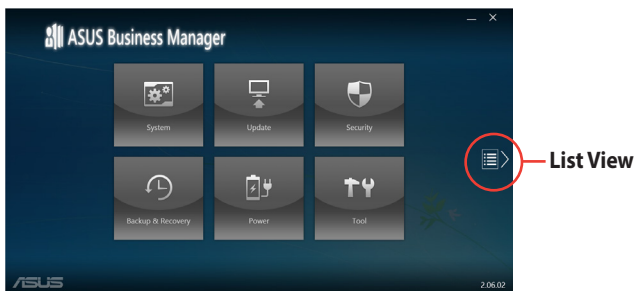 ASUS Business Manager
System
Update
Security
List View
Backup & Recovery
Power
Tool
ASUS
2.06.02